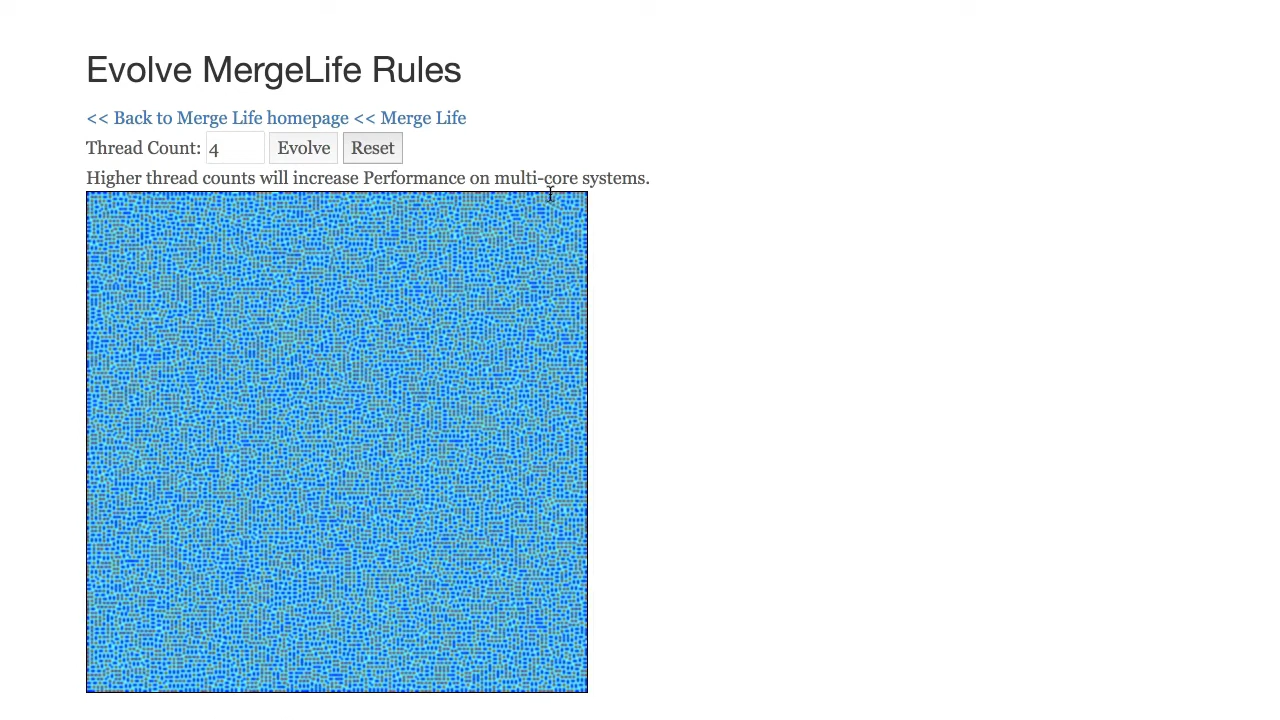 Evolve MergeLife Rules
<< Back to Merge Life homepage << Merge Life
Thread Count: 4 Evolve Reset
Higher thread counts will increase Performance on multi-core systems.